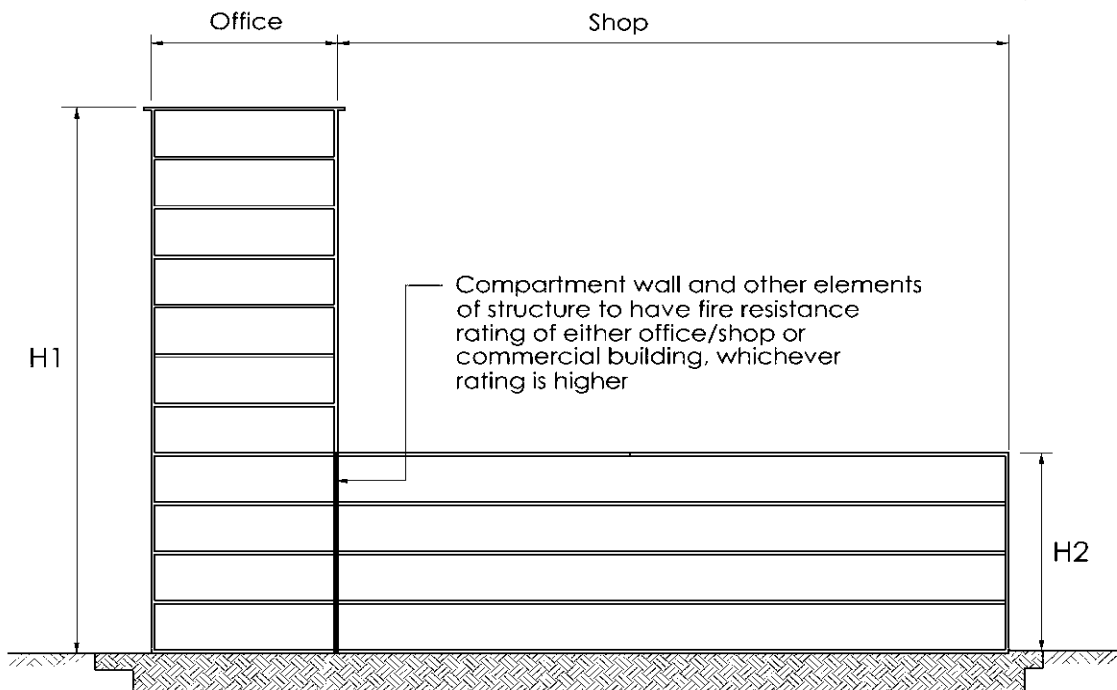 Office
Shop
Compartment wall and other elements
of structure to have fire resistance
rating of either office/shop or
commercial building, whichever
rating is higher
H1
H2